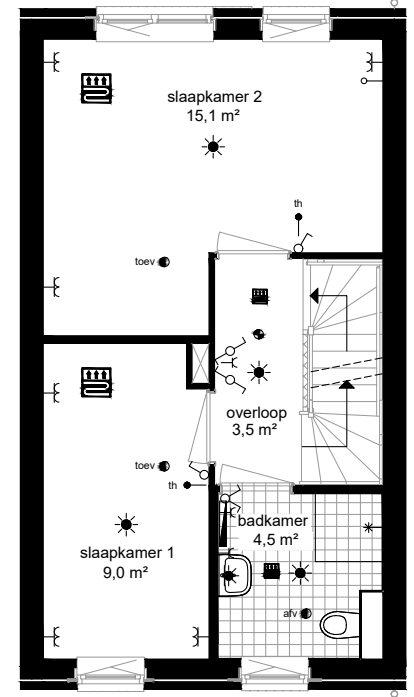 slaapkamer 2
15,1 m²
th
toev
overloop
3,5 m²
toev
th
badkamer
4,5 m²
slaapkamer 1
9,0 m²
afv